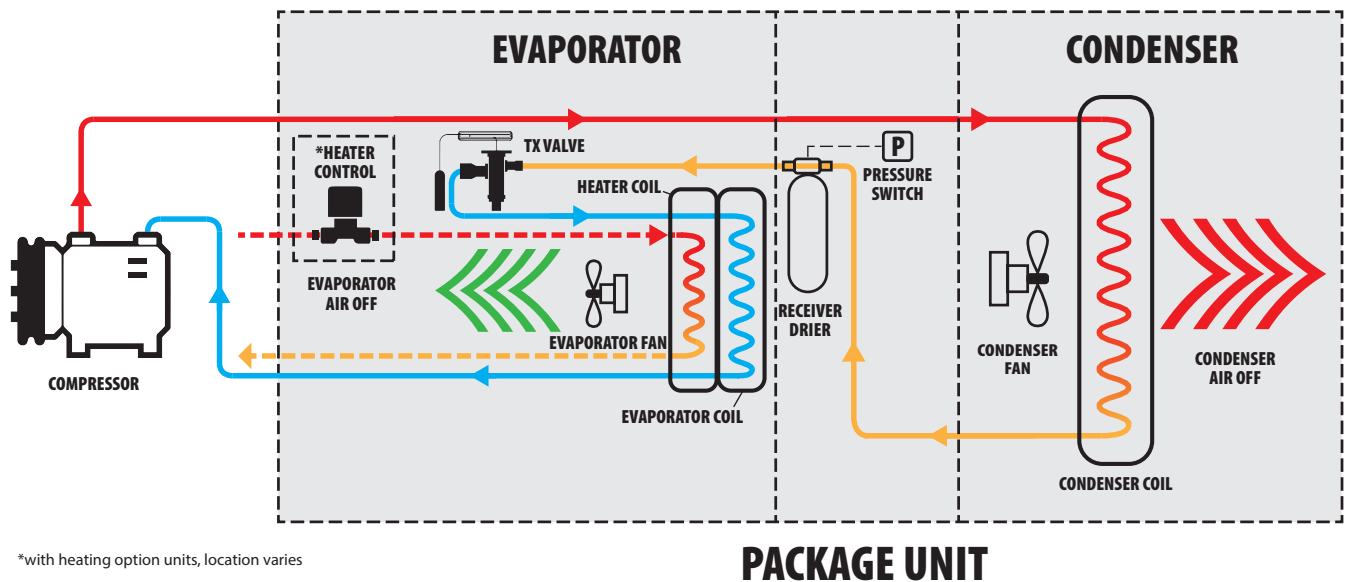 EVAPORATOR
CONDENSER
*HEATER
CONTROL
TX VALVE
P
PRESSURE
SWITCH
HEATER COIL
EVAPORATOR
AIR OFF
EVAPORATOR FAN
RECEIVER
DRIER
CONDENSER
FAN
CONDENSER
AIR OFF
COMPRESSOR
EVAPORATOR COIL
CONDENSER COIL
*with heating option units, location varies
PACKAGE UNIT